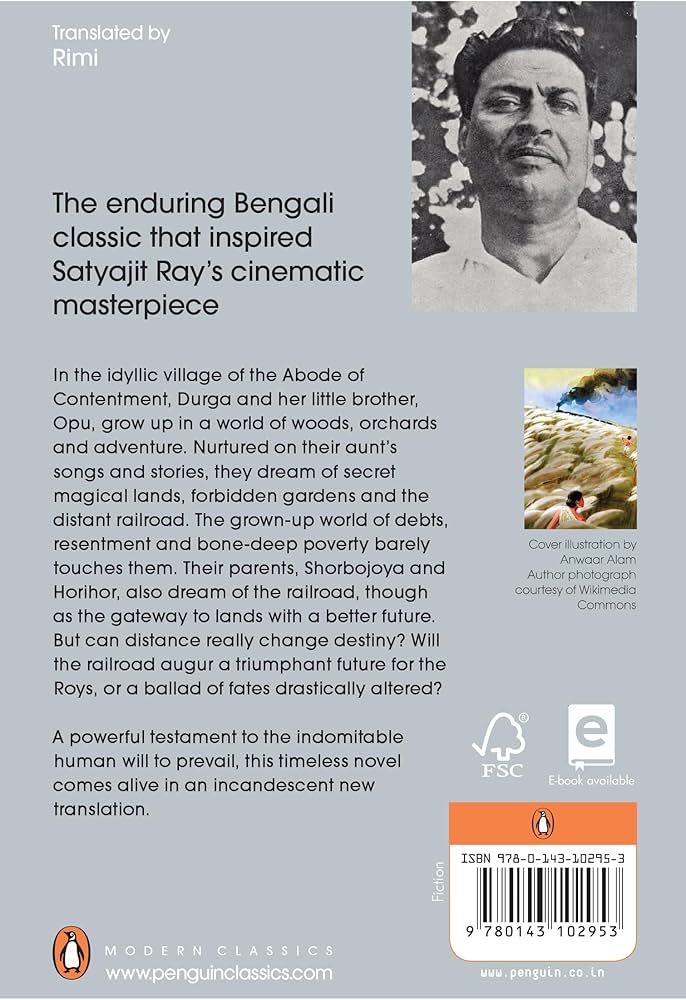 Translated by
Rimi
The enduring Bengali
classic that inspired
Satyajit Ray's cinematic
masterpiece
In the idyllic village of the Abode of
Contentment, Durga and her little brother,
Opu, grow up in a world of woods, orchards
and adventure. Nurtured on their aunt's
songs and stories, they dream of secret
magical lands, forbidden gardens and the
distant railroad. The grown-up world of debts,
resentment and bone-deep poverty barely
touches them. Their parents, Shorbojoya and
Horihor, also dream of the railroad, though
as the gateway to lands with a better future.
But can distance really change destiny? Will
the railroad augur a triumphant future for the
Roys, or a ballad of fates drastically altered?
A powerful testament to the indomitable
human will to prevail, this timeless novel
comes alive in an incandescent new
translation.
Cover illustration by
Anwaar Alam
Author photograph
courtesy of Wikimedia
Commons
®
FSC
e
E-book available
Fiction
ISBN 978-0-143-10295-3
9 780143 102953
www.penguin.co.in
MODERN CLASSICS
www.penguinclassics.com